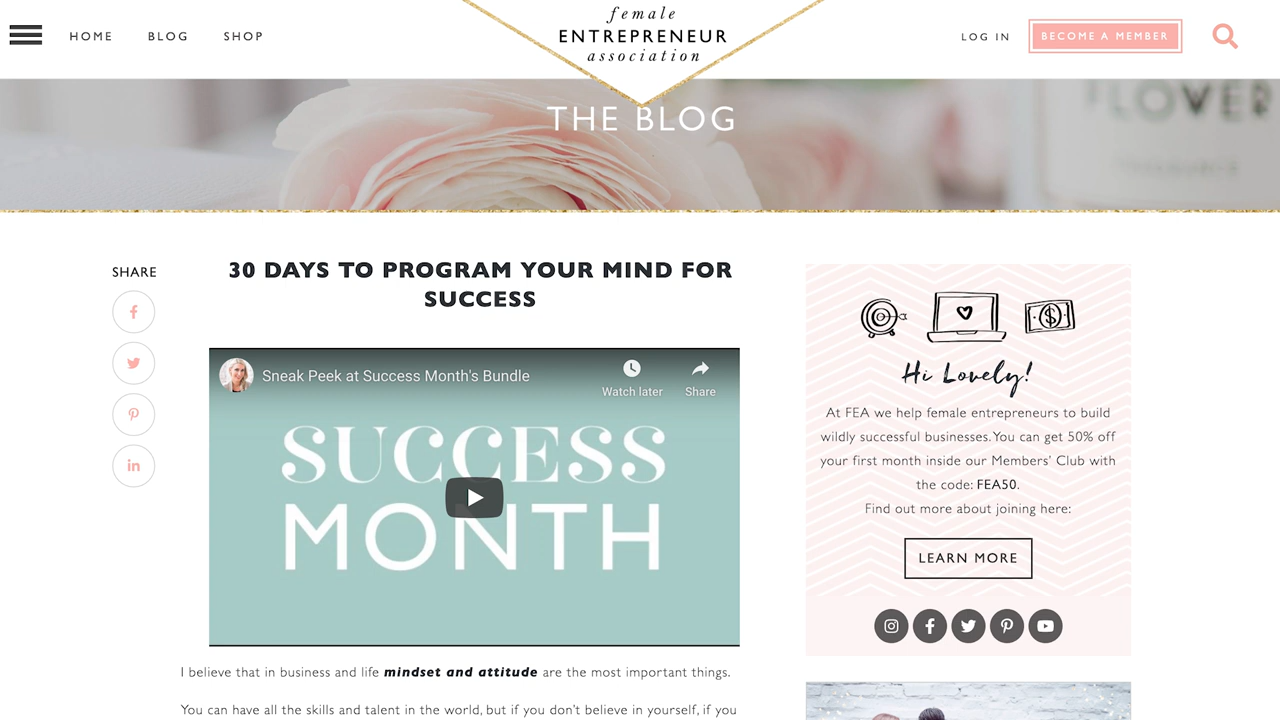 HOME
BLOG
SHOP
female
ENTREPRENEUR
association
LOG IN
BECOME A MEMBER
THE BLOG
SHARE
30 DAYS TO PROGRAM YOUR MIND FOR
SUCCESS
Sneak Peek at Success Month's Bundle
Watch later
Share
SUCCESS
MONTH
I believe that in business and life mindset and attitude are the most important things.
You can have all the skills and talent in the world, but if you don't believe in yourself, if you
Hi Lovely!
At FEA we help female entrepreneurs to build
wildly successful businesses. You can get 50% off
your first month inside our Members' Club with
the code: FEA50.
Find out more about joining here:
LEARN MORE